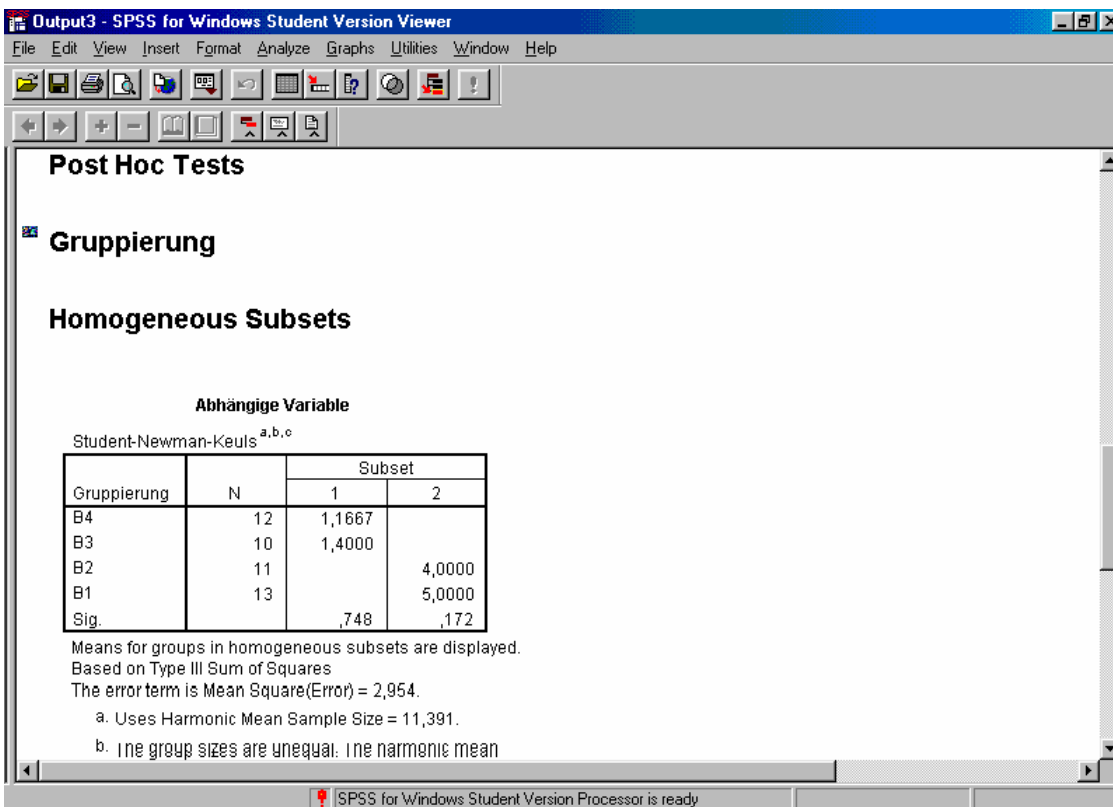 Output3 - SPSS for Windows Student Version Viewer
File Edit View Insert Format Analyze Graphs Utilities Window Help
Post Hoc Tests
Gruppierung
Homogeneous Subsets
Abhängige Variable
Student-Newman-Keuls a,b,c
Subset
Gruppierung N 1 2
B4 12 1,1667
B3 10 1,4000
B2 11 4,0000
B1 13 5,0000
Sig. ,748 ,172
Means for groups in homogeneous subsets are displayed.
Based on Type III Sum of Squares
The error term is Mean Square(Error) = 2,954.
a. Uses Harmonic Mean Sample Size = 11,391.
b. The group sizes are unequal. The harmonic mean
SPSS for Windows Student Version Processor is ready